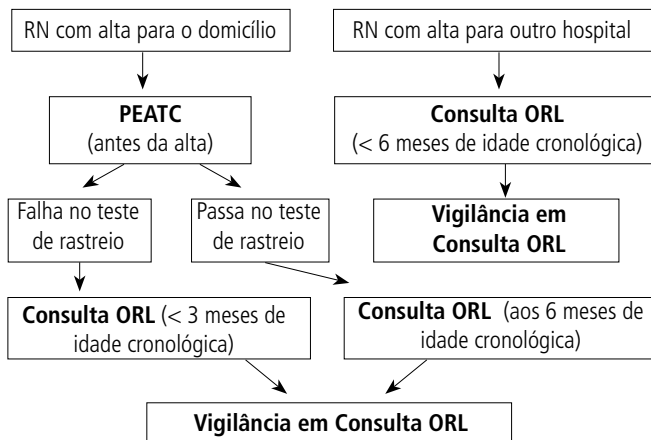 RN com alta para o domicílio
RN com alta para outro hospital
PEATC
(antes da alta)
Consulta ORL
(< 6 meses de idade cronológica)
Falha no teste
de rastreio
Passa no teste
de rastreio
Vigilância em
Consulta ORL
Consulta ORL (< 3 meses de
idade cronológica)
Consulta ORL (aos 6 meses de
idade cronológica)
Vigilância em Consulta ORL